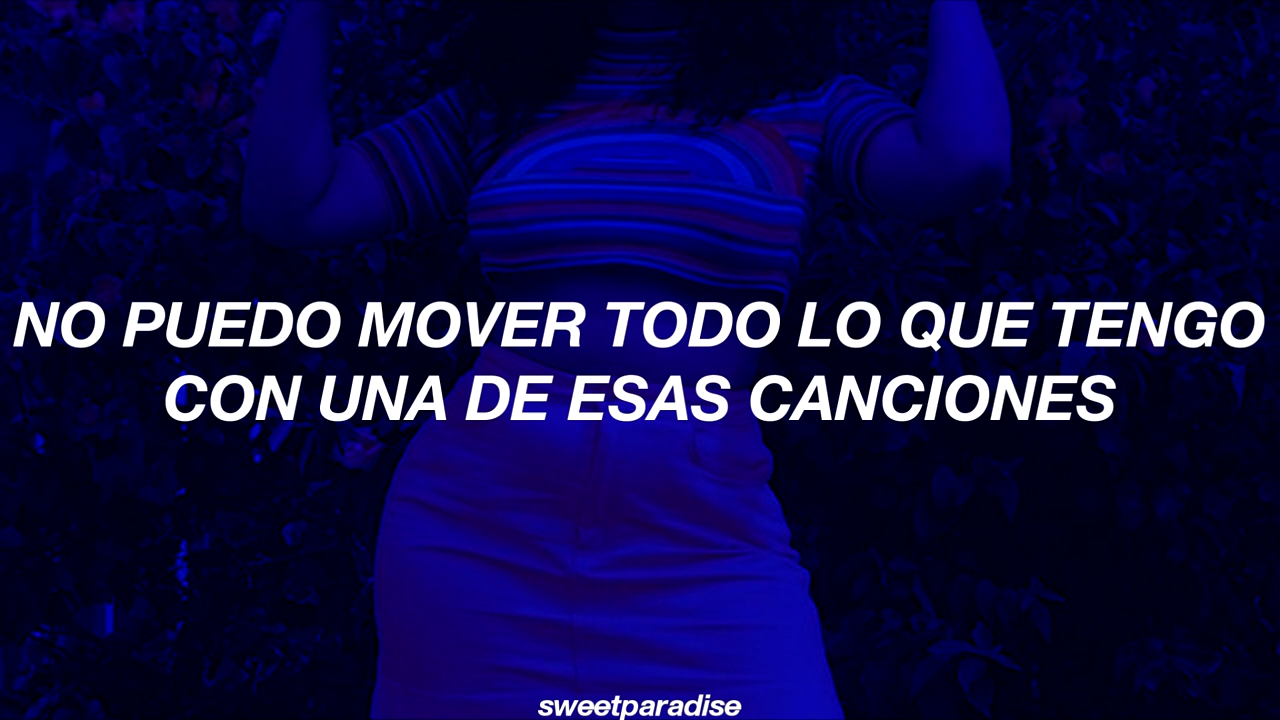 NO PUEDO MOVER TODO LO QUE TENGO
CON UNA DE ESAS CANCIONES
sweetparadise